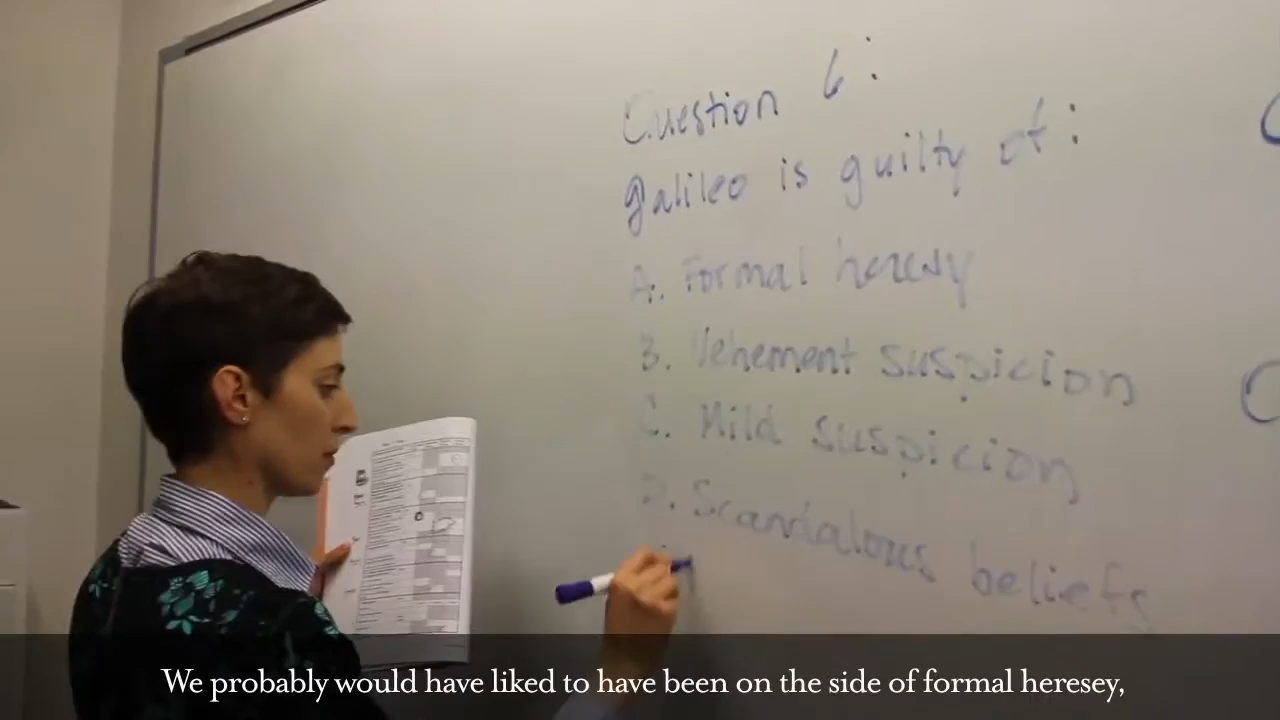 Question 6:
Galileo is guilty of:
A. Formal heresy
B. Vehement suspicion
C. Mild suspicion
D. Scandalous beliefs
We probably would have liked to have been on the side of formal heresey,